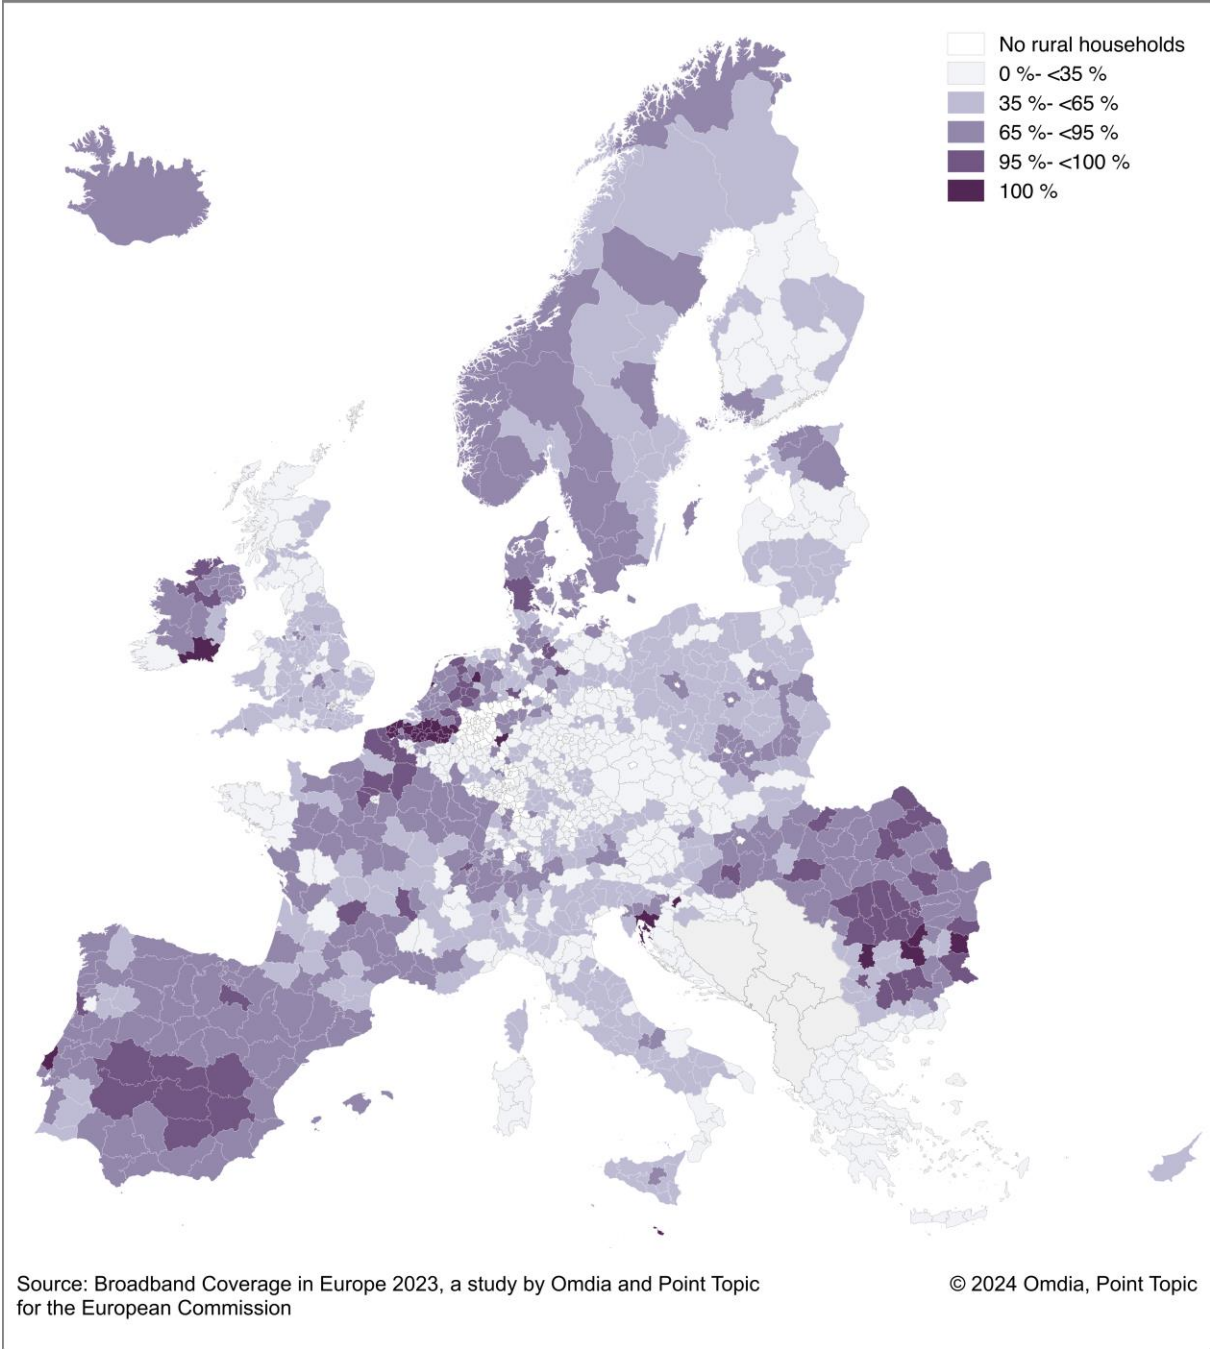 No rural households
0 %- <35 %
35 %- <65 %
65 %- <95 %
95 %- <100 %
100 %
Source: Broadband Coverage in Europe 2023, a study by Omdia and Point Topic
for the European Commission
© 2024 Omdia, Point Topic